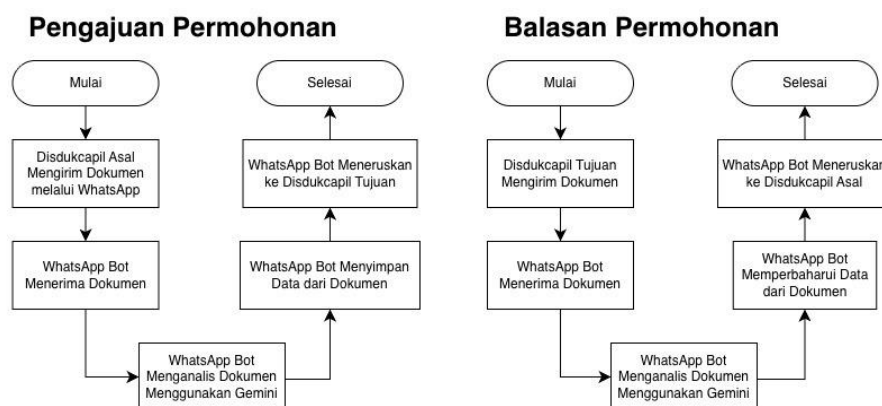 Pengajuan Permohonan
Mulai
Disdukcapil Asal
Mengirim Dokumen
melalui WhatsApp
WhatsApp Bot
Menerima Dokumen
WhatsApp Bot
Menganalis Dokumen
Menggunakan Gemini
WhatsApp Bot Menyimpan
Data dari Dokumen
WhatsApp Bot Meneruskan
ke Disdukcapil Tujuan
Selesai
Balasan Permohonan
Mulai
Disdukcapil Tujuan
Mengirim Dokumen
WhatsApp Bot
Menerima Dokumen
WhatsApp Bot
Menganalis Dokumen
Menggunakan Gemini
WhatsApp Bot
Memperbaharui Data
dari Dokumen
WhatsApp Bot Meneruskan
ke Disdukcapil Asal
Selesai